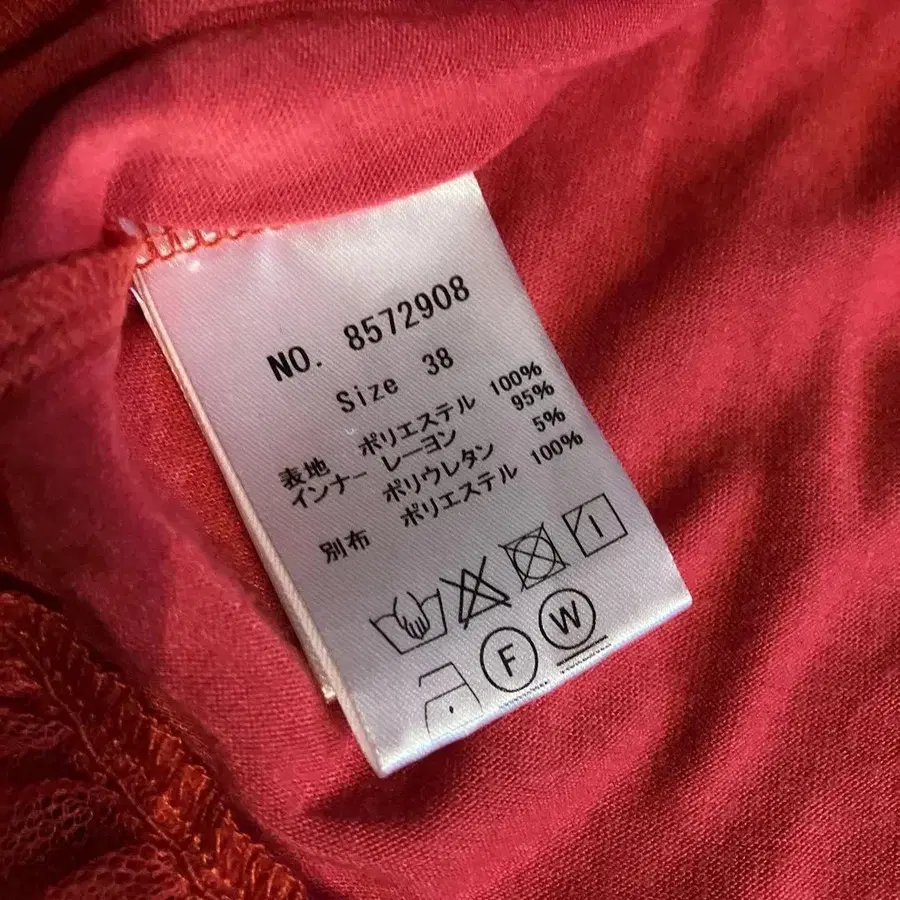 NO. 8572908
Size 38
表地 ポリエステル 100%
インナー レーヨン 95%
ポリウレタン 5%
別布 ポリエステル 100%
F W